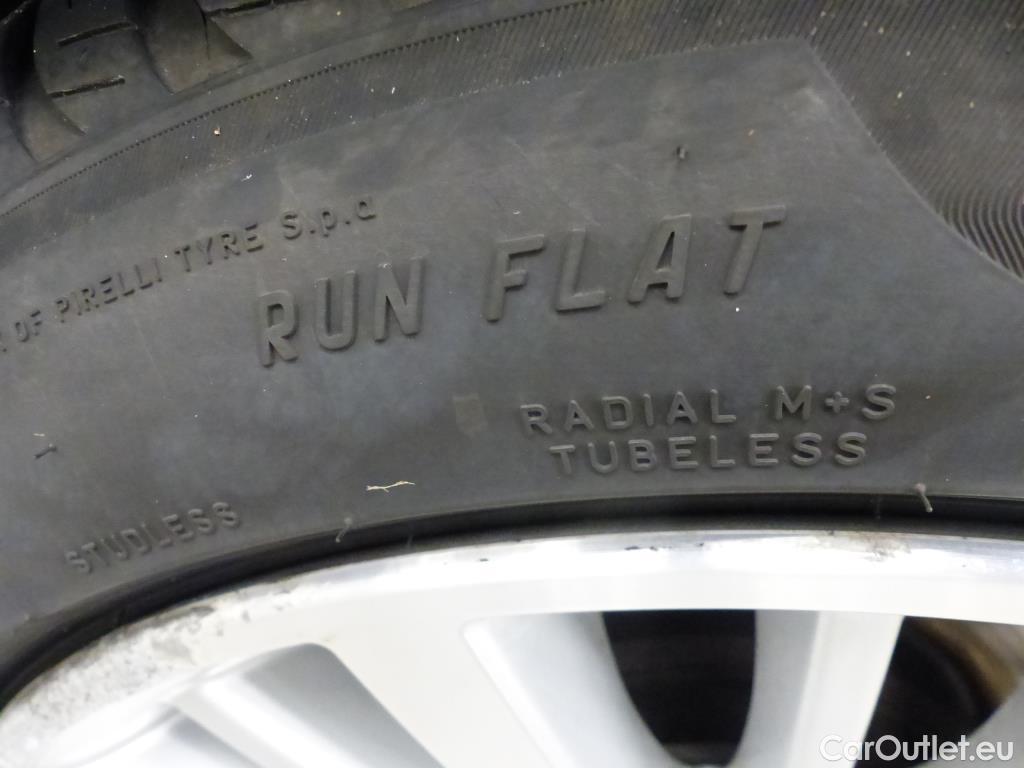 OF PIRELLI TYRE S.p.a
RUN FLAT
RADIAL M+S
TUBELESS
STUDLESS
CarOutlet.eu